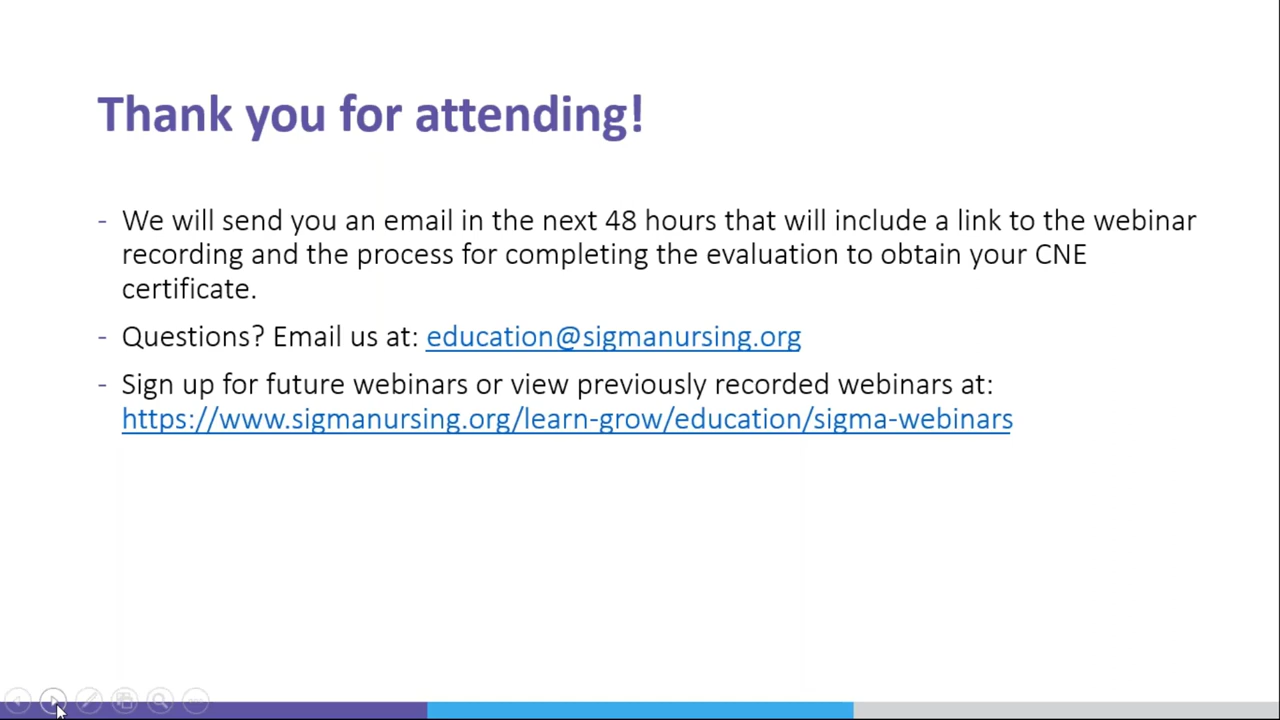 Thank you for attending!
- We will send you an email in the next 48 hours that will include a link to the webinar
recording and the process for completing the evaluation to obtain your CNE
certificate.
- Questions? Email us at: education@sigmanursing.org
- Sign up for future webinars or view previously recorded webinars at:
https://www.sigmanursing.org/learn-grow/education/sigma-webinars